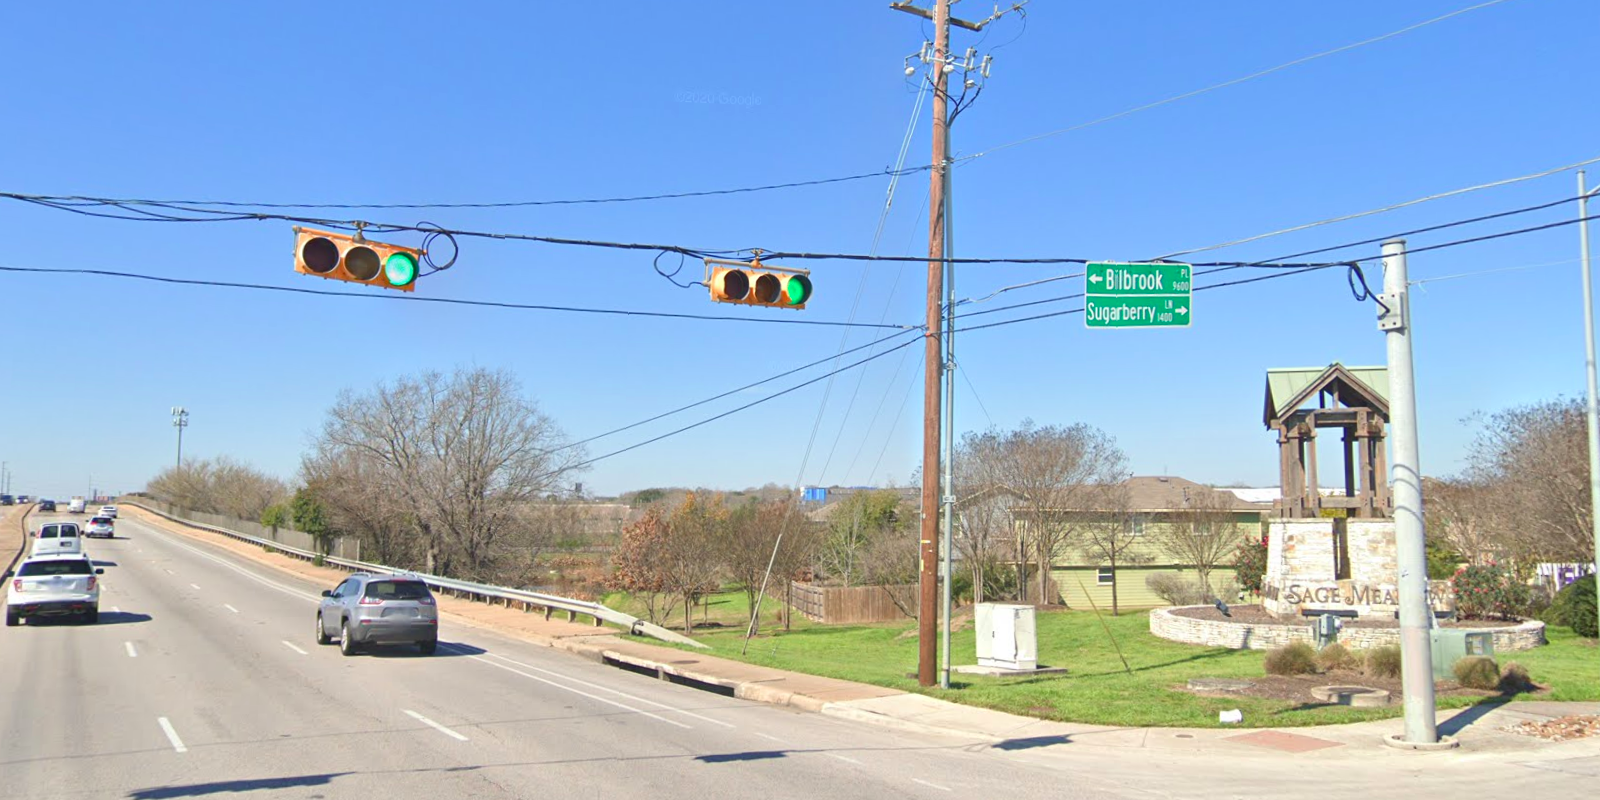 ©2020 Google
← Bilbrook PL 9600
Sugarberry LN 1400 →
SAGE MEADOW